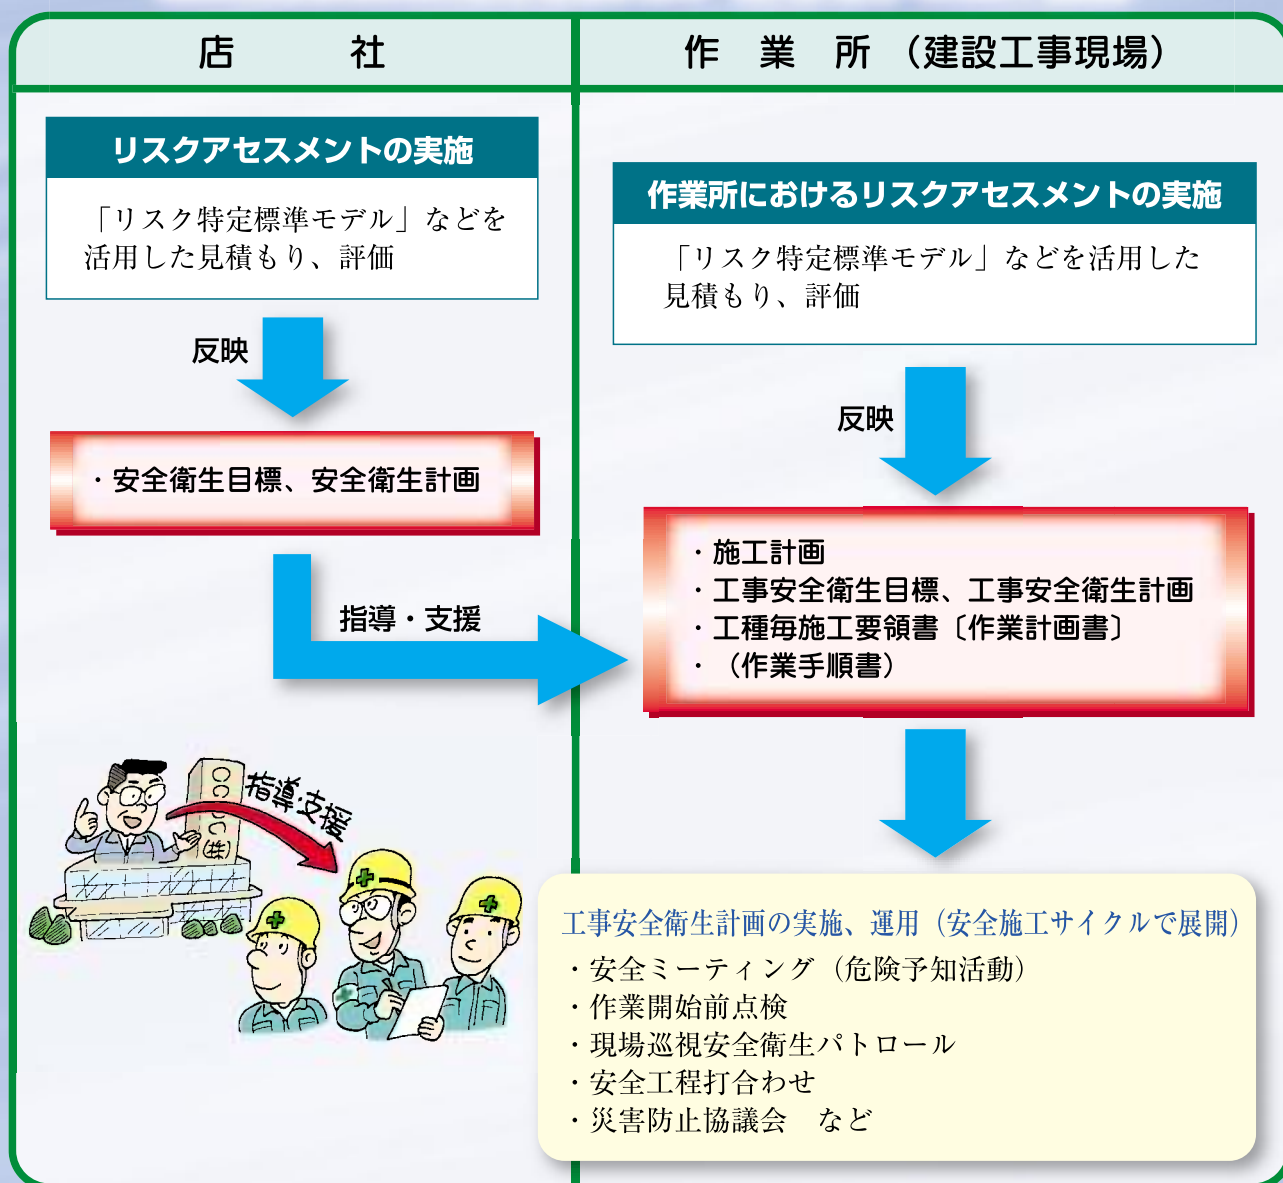 店 社
作 業 所 (建設工事現場)
リスクアセスメントの実施
「リスク特定標準モデル」などを
活用した見積もり、評価
反映
・安全衛生目標、安全衛生計画
指導・支援
作業所におけるリスクアセスメントの実施
「リスク特定標準モデル」などを活用した
見積もり、評価
反映
・施工計画
・工事安全衛生目標、工事安全衛生計画
・工種毎施工要領書〔作業計画書〕
・（作業手順書）
○○○○(株)
指導・支援
工事安全衛生計画の実施、運用（安全施工サイクルで展開）
・安全ミーティング（危険予知活動）
・作業開始前点検
・現場巡視安全衛生パトロール
・安全工程打合わせ
・災害防止協議会　など